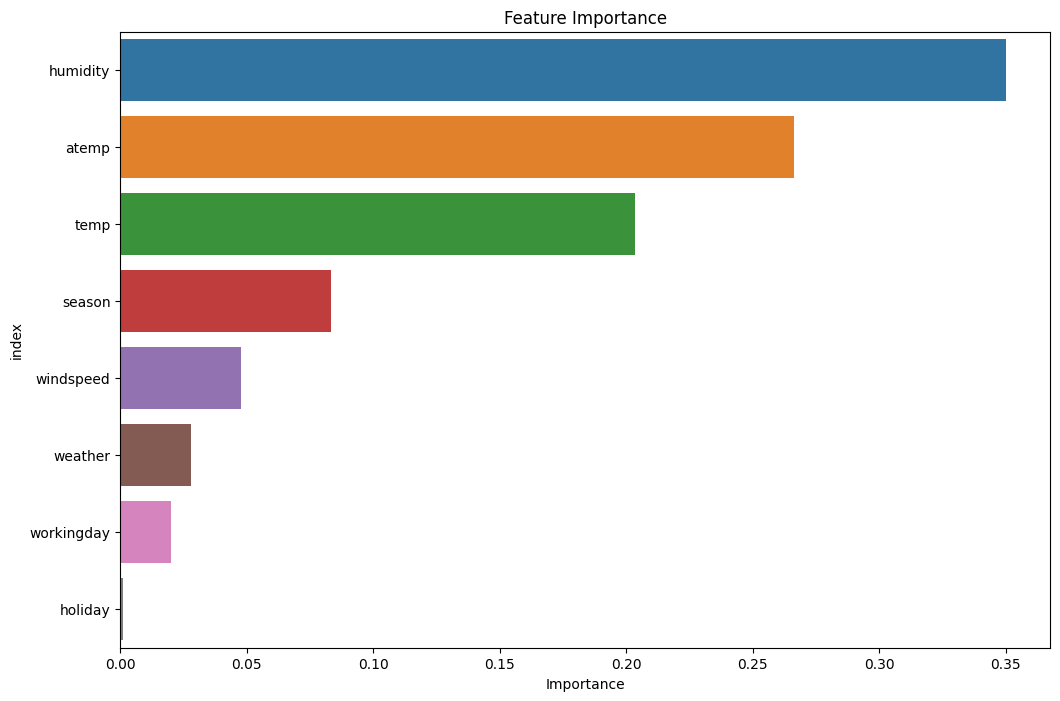 Feature Importance
humidity
atemp
temp
season
windspeed
weather
workingday
holiday
index
0.00 0.05 0.10 0.15 0.20 0.25 0.30 0.35
Importance